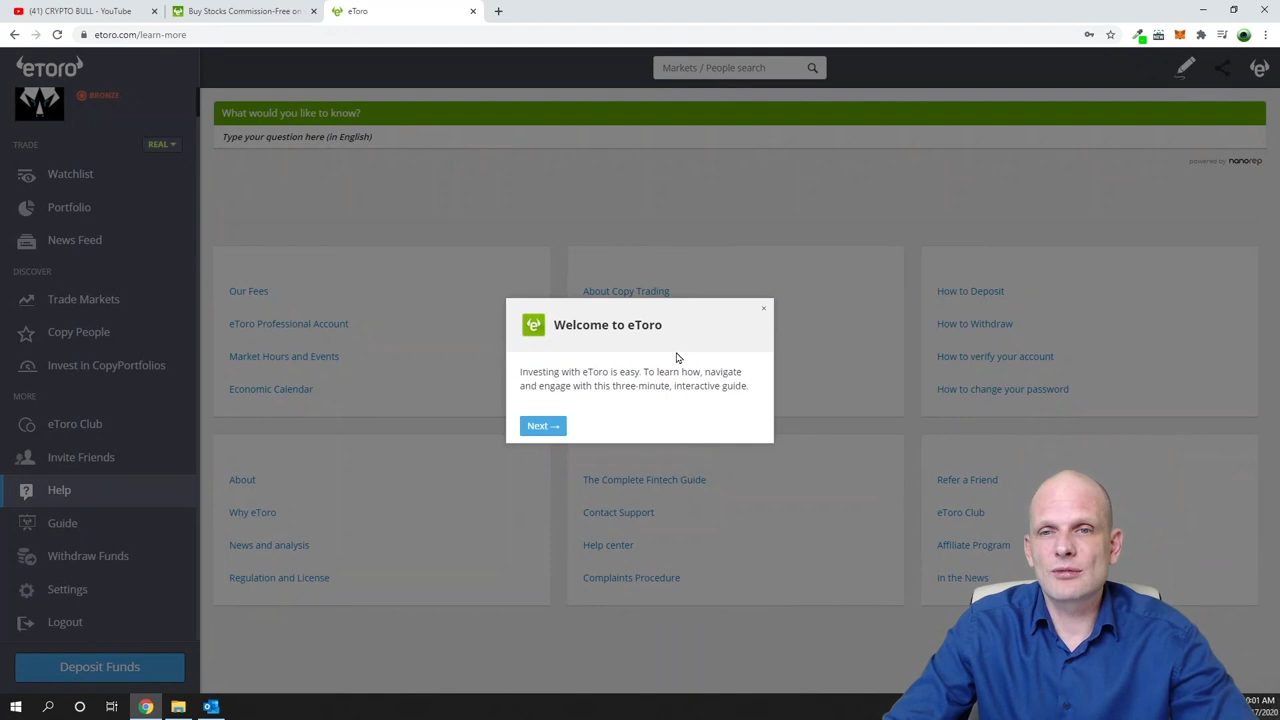 (41) CRYPTO BULL - YouTube
Buy Stocks Commission-Free on
eToro
etoro.com/learn-more
eToro
BRONZE
Markets / People search
TRADE
REAL
Watchlist
Portfolio
News Feed
DISCOVER
Trade Markets
Copy People
Invest in CopyPortfolios
MORE
eToro Club
Invite Friends
Help
Guide
Withdraw Funds
Settings
Logout
Deposit Funds
What would you like to know?
Type your question here (in English)
powered by nanorep
Our Fees
eToro Professional Account
Market Hours and Events
Economic Calendar
About Copy Trading
How to Deposit
How to Withdraw
How to verify your account
How to change your password
Welcome to eToro
Investing with eToro is easy. To learn how, navigate
and engage with this three-minute, interactive guide.
Next →
About
Why eToro
News and analysis
Regulation and License
The Complete Fintech Guide
Contact Support
Help center
Complaints Procedure
Refer a Friend
eToro Club
Affiliate Program
In the News